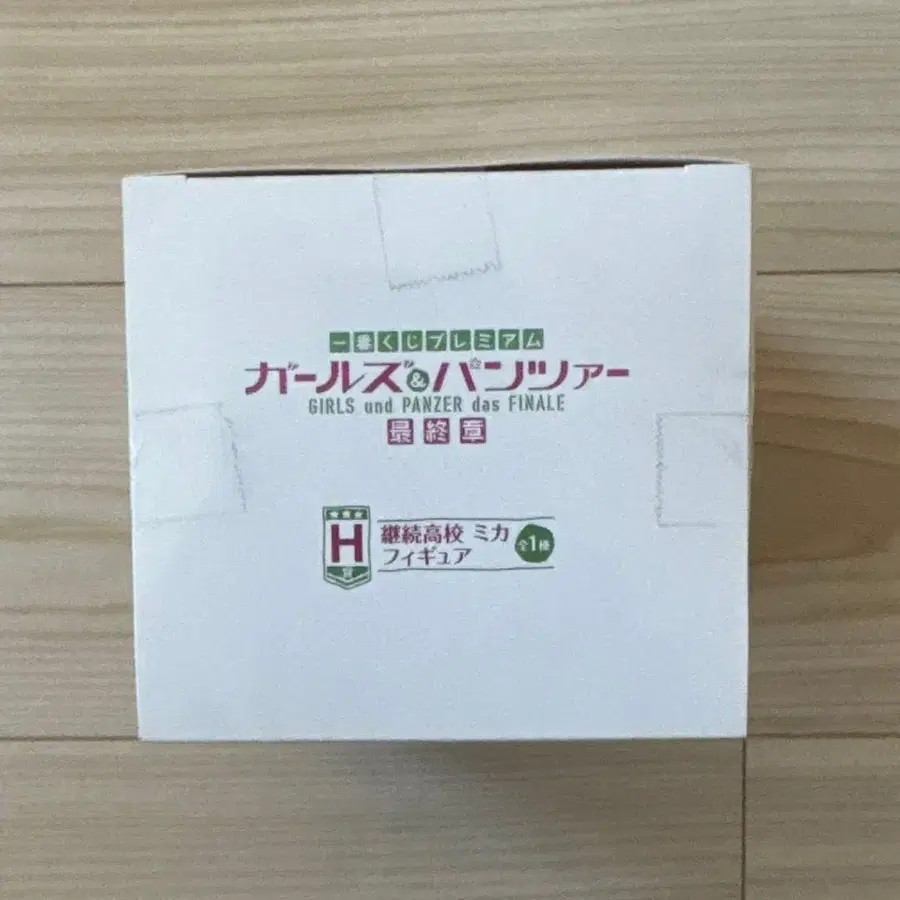 一番くじプレミアム
ガールズ&パンツァー
GIRLS und PANZER das FINALE
最終章
H賞
継続高校 ミカ
フィギュア
全1種